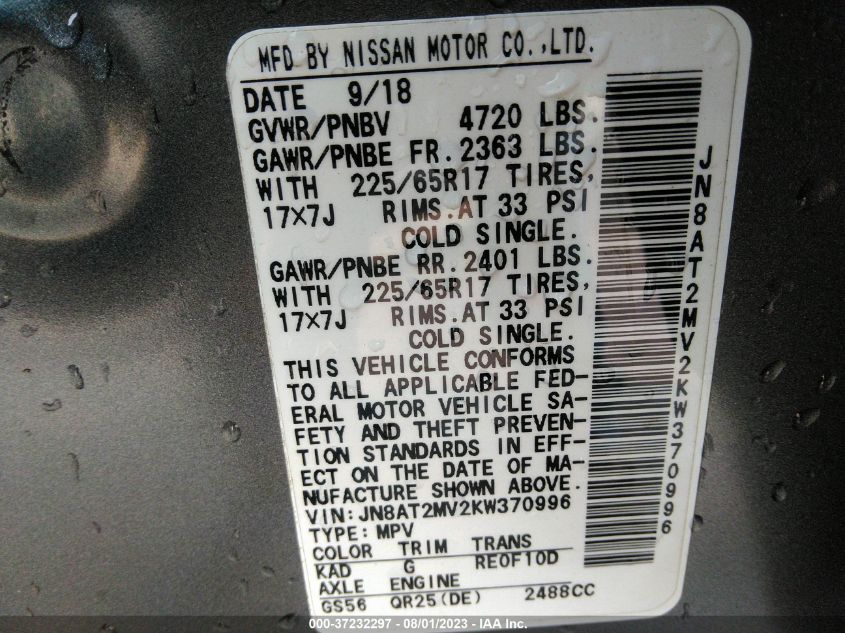 MFD BY NISSAN MOTOR CO.,LTD.
DATE 9/18
GVWR/PNBV 4720 LBS.
GAWR/PNBE FR. 2363 LBS.
WITH 225/65R17 TIRES,
17×7J RIMS.AT 33 PSI
COLD SINGLE.
GAWR/PNBE RR. 2401 LBS.
WITH 225/65R17 TIRES,
17×7J RIMS.AT 33 PSI
COLD SINGLE.
THIS VEHICLE CONFORMS
TO ALL APPLICABLE FED-
ERAL MOTOR VEHICLE SA-
FETY AND THEFT PREVEN-
TION STANDARDS IN EFF-
ECT ON THE DATE OF MA-
NUFACTURE SHOWN ABOVE.
VIN: JN8AT2MV2KW370996
TYPE: MPV
COLOR TRIM TRANS
KAD G RE0F10D
AXLE ENGINE
GS56 QR25(DE) 2488CC
JN8AT2MV2KW370996
000-37232297 - 08/01/2023 - IAA Inc.